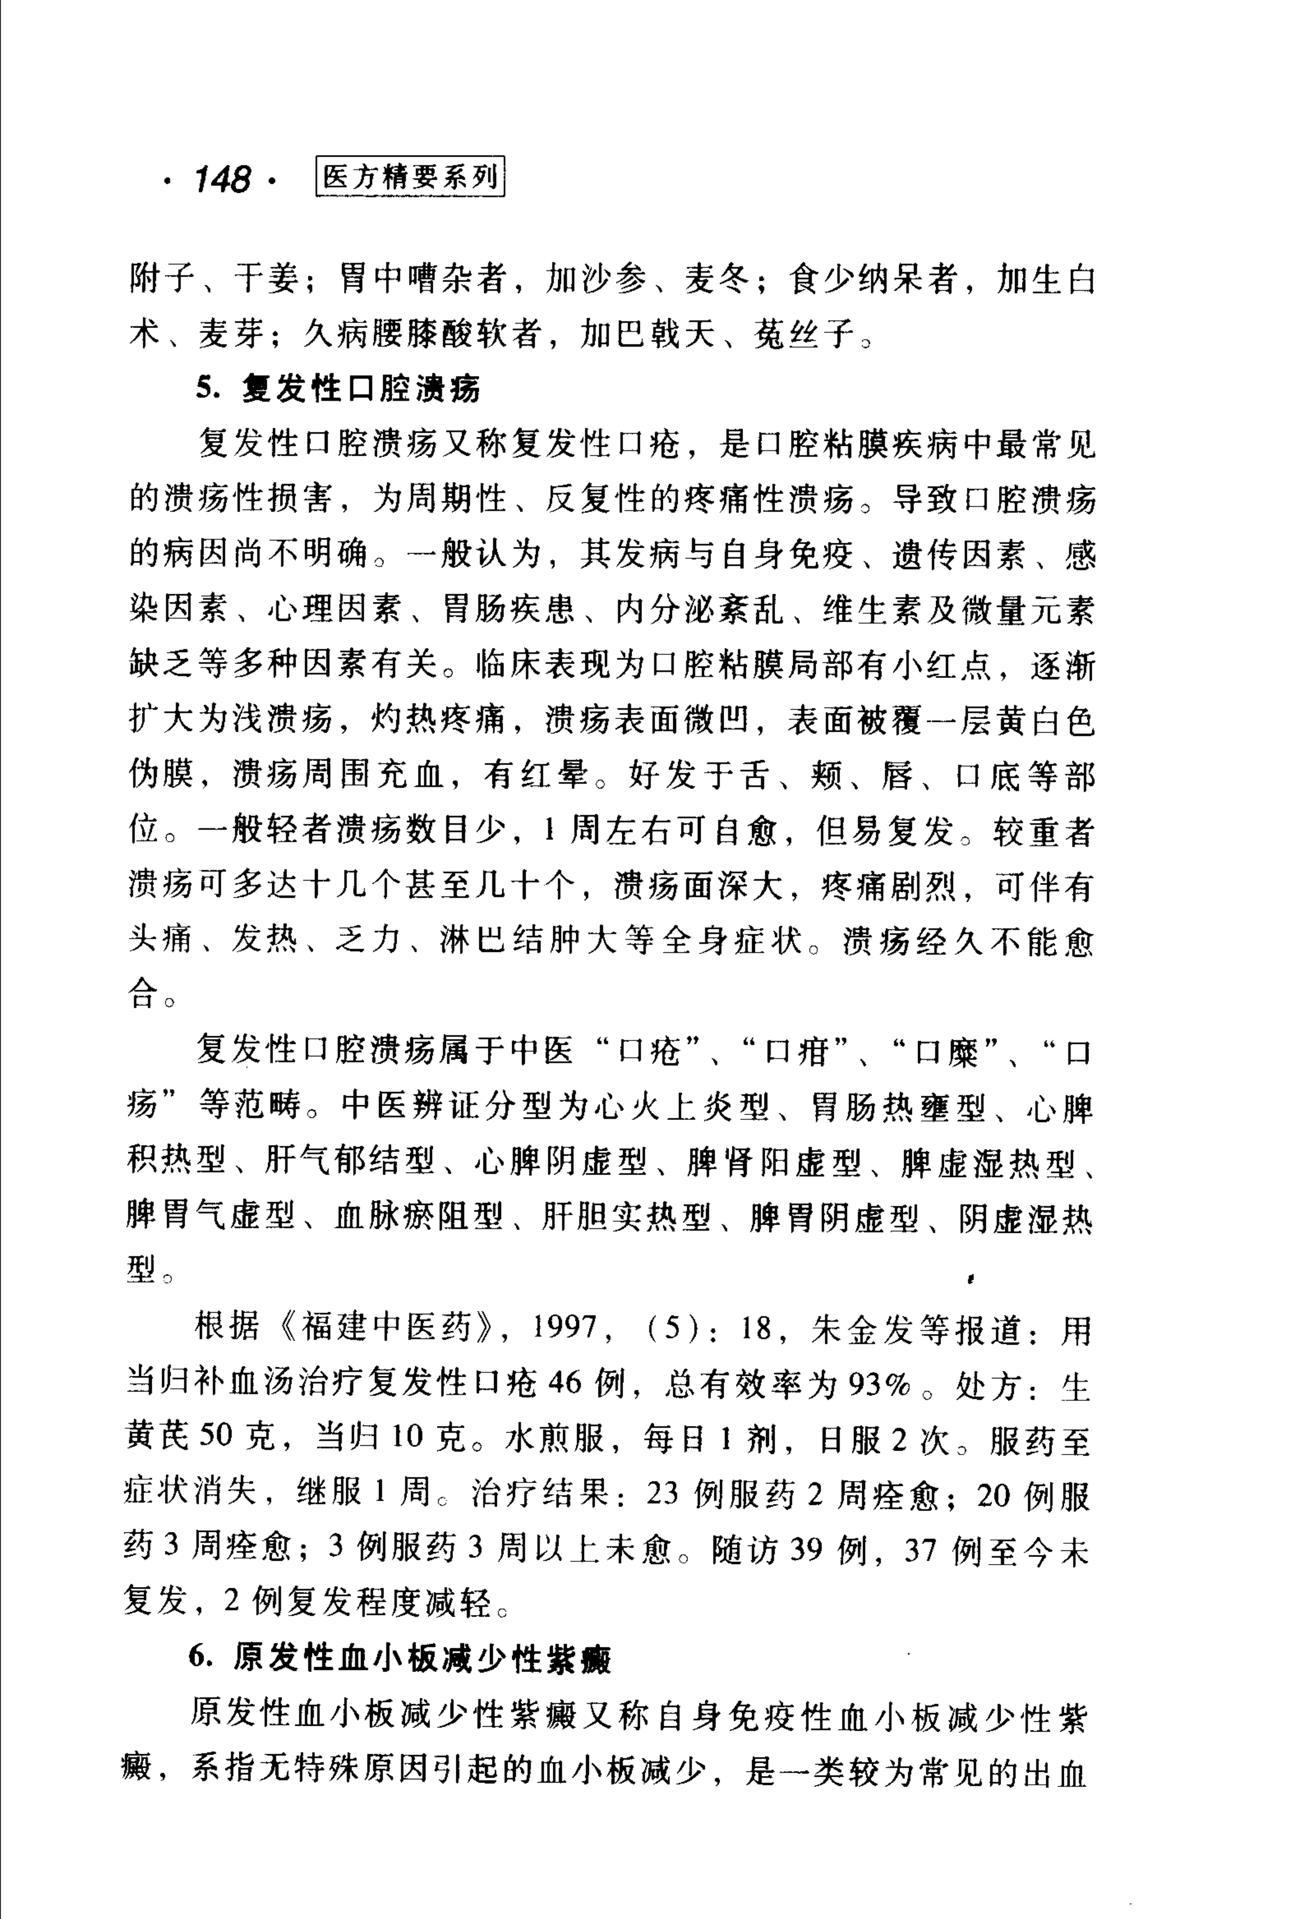 · 148 · 医方精要系列
附子、干姜；胃中嘈杂者，加沙参、麦冬；食少纳呆者，加生白
术、麦芽；久病腰膝酸软者，加巴戟天、菟丝子。
5. 复发性口腔溃疡
复发性口腔溃疡又称复发性口疮，是口腔粘膜疾病中最常见
的溃疡性损害，为周期性、反复性的疼痛性溃疡。导致口腔溃疡
的病因尚不明确。一般认为，其发病与自身免疫、遗传因素、感
染因素、心理因素、胃肠疾患、内分泌紊乱、维生素及微量元素
缺乏等多种因素有关。临床表现为口腔粘膜局部有小红点，逐渐
扩大为浅溃疡，灼热疼痛，溃疡表面微凹，表面被覆一层黄白色
伪膜，溃疡周围充血，有红晕。好发于舌、颊、唇、口底等部
位。一般轻者溃疡数目少，1 周左右可自愈，但易复发。较重者
溃疡可多达十几个甚至几十个，溃疡面深大，疼痛剧烈，可伴有
头痛、发热、乏力、淋巴结肿大等全身症状。溃疡经久不能愈
合。
复发性口腔溃疡属于中医“口疮”、“口疳”、“口糜”、“口
疡”等范畴。中医辨证分型为心火上炎型、胃肠热壅型、心脾
积热型、肝气郁结型、心脾阴虚型、脾肾阳虚型、脾虚湿热型、
脾胃气虚型、血脉瘀阻型、肝胆实热型、脾胃阴虚型、阴虚湿热
型。
根据《福建中医药》，1997，（5）：18，朱金发等报道：用
当归补血汤治疗复发性口疮 46 例，总有效率为 93%。处方：生
黄芪 50 克，当归 10 克。水煎服，每日 1 剂，日服 2 次。服药至
症状消失，继服 1 周。治疗结果：23 例服药 2 周痊愈；20 例服
药 3 周痊愈；3 例服药 3 周以上未愈。随访 39 例，37 例至今未
复发，2 例复发程度减轻。
6. 原发性血小板减少性紫癜
原发性血小板减少性紫癜又称自身免疫性血小板减少性紫
癜，系指无特殊原因引起的血小板减少，是一类较为常见的出血